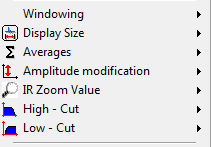 Windowing
Display Size
Averages
Amplitude modification
IR Zoom Value
High - Cut
Low - Cut